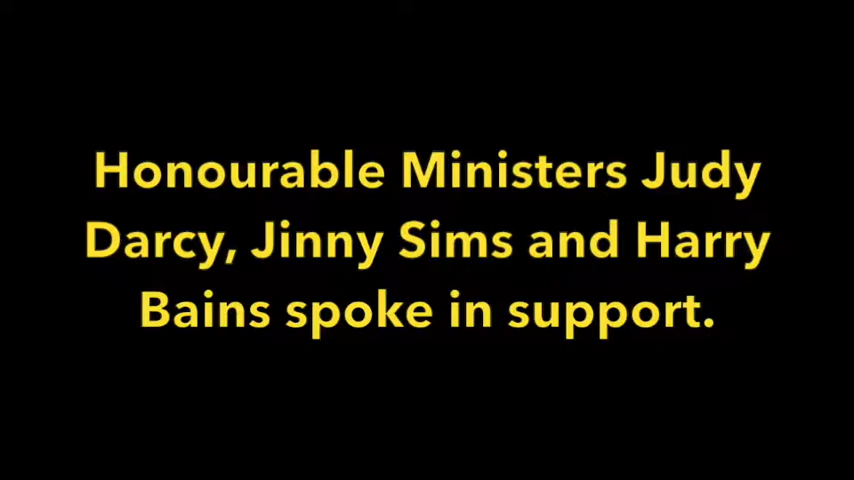 Honourable Ministers Judy
Darcy, Jinny Sims and Harry
Bains spoke in support.